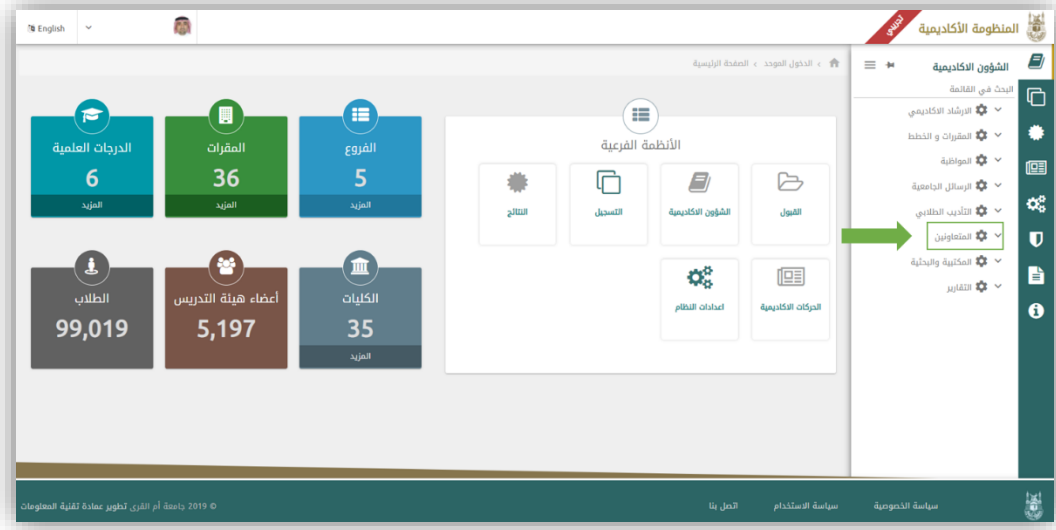 المنظومة الأكاديمية
تدريبي
English
الشؤون الاكاديمية
البحث في القائمة
الارشاد الاكاديمي
المقررات و الخطط
المواظبة
الرسائل الجامعية
التأديب الطلابي
المتعاونين
المكتبية والبحثية
التقارير
الدخول الموحد > الصفحة الرئيسية
الأنظمة الفرعية
القبول
الشؤون الاكاديمية
التسجيل
النتائج
الحركات الاكاديمية
اعدادات النظام
الفروع
5
المزيد
المقرات
36
المزيد
الدرجات العلمية
6
المزيد
الكليات
35
المزيد
أعضاء هيئة التدريس
5,197
الطلاب
99,019
سياسة الخصوصية
سياسة الاستخدام
اتصل بنا
© 2019 جامعة أم القرى تطوير عمادة تقنية المعلومات